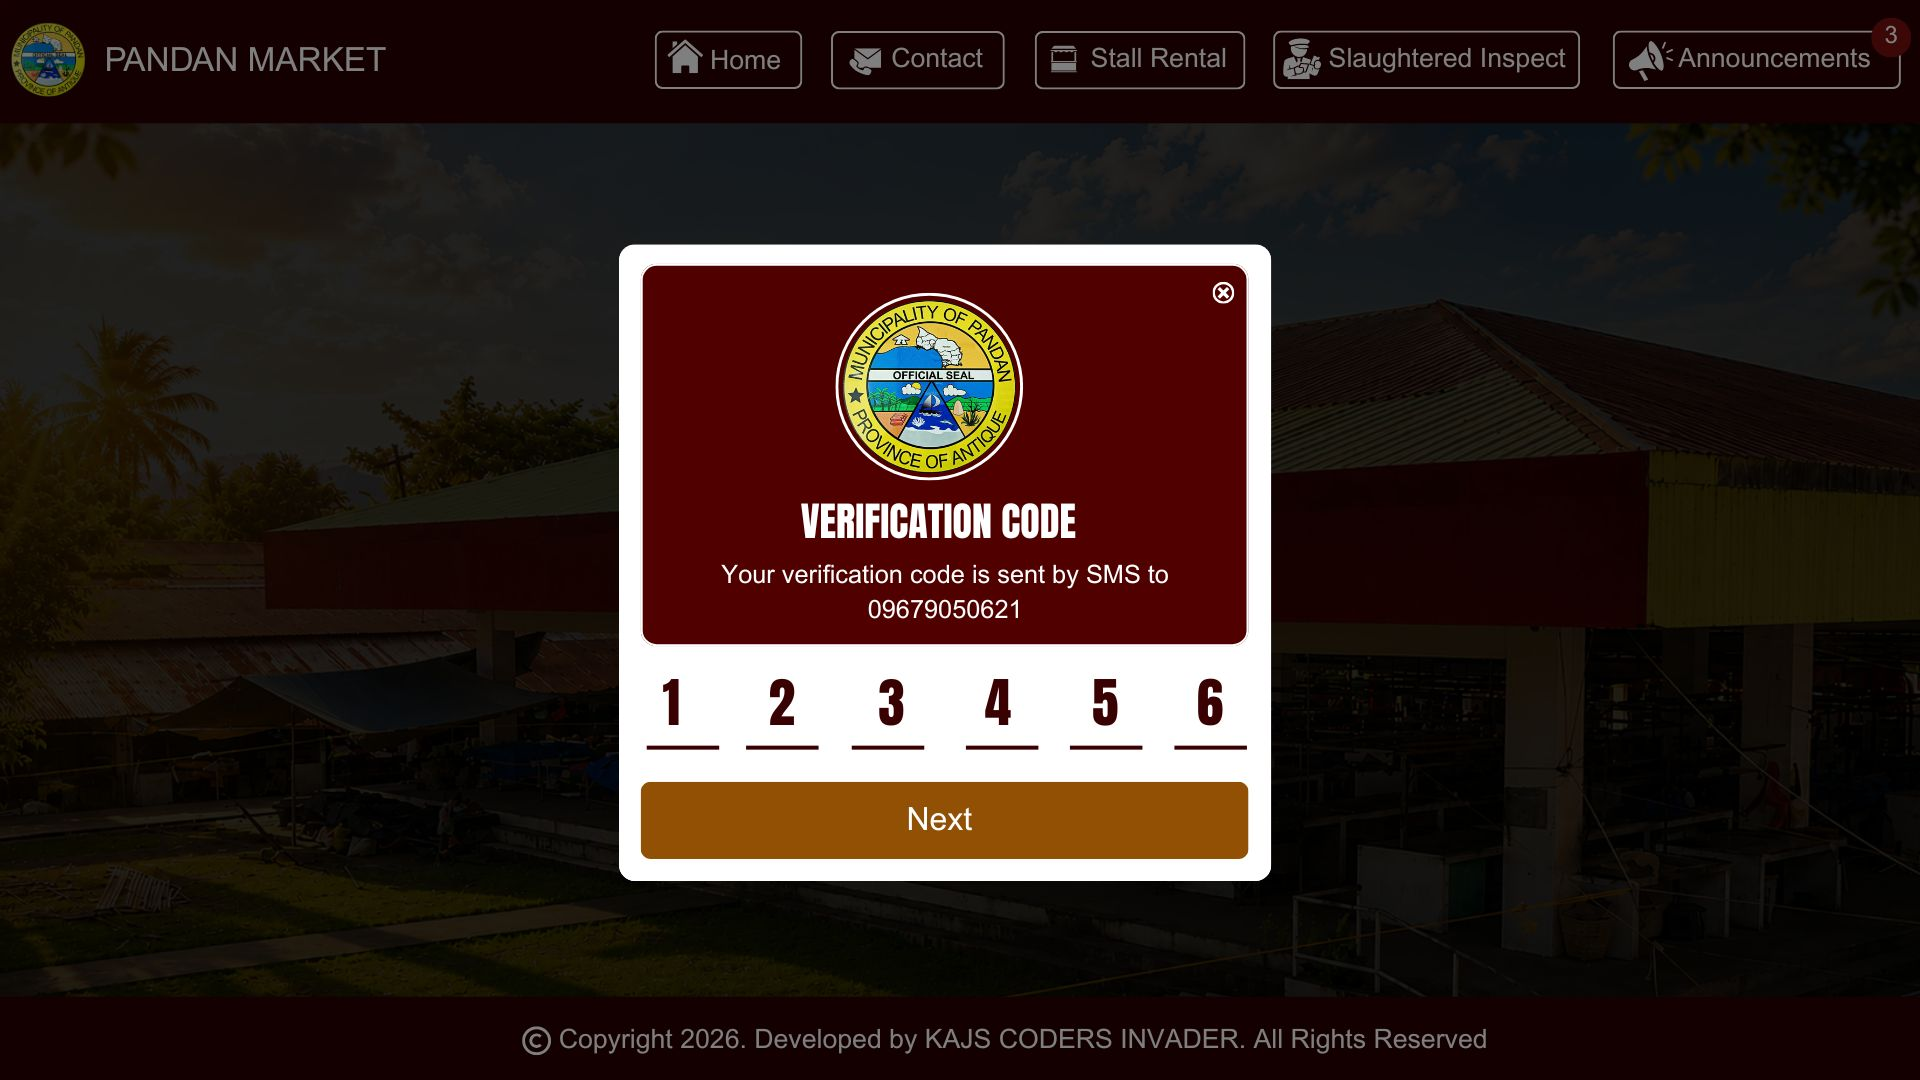 PANDAN MARKET
Home
Contact
Stall Rental
Slaughtered Inspect
Announcements
3
MUNICIPALITY OF PANDAN
OFFICIAL SEAL
PROVINCE OF ANTIQUE
VERIFICATION CODE
Your verification code is sent by SMS to
09679050621
1 2 3 4 5 6
Next
© Copyright 2026. Developed by KAJS CODERS INVADER. All Rights Reserved